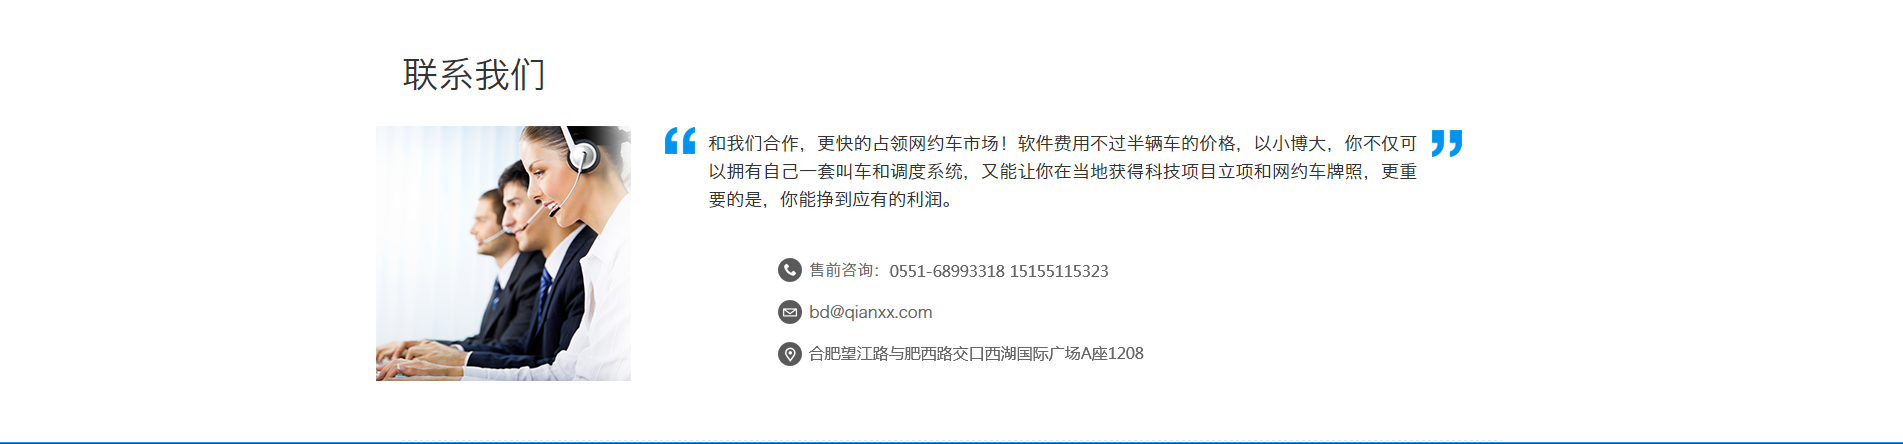 联系我们
和我们合作，更快的占领网约车市场！软件费用不过半辆车的价格，以小博大，你不仅可
以拥有自己一套叫车和调度系统，又能让你在当地获得科技项目立项和网约车牌照，更重
要的是，你能挣到应有的利润。
售前咨询：0551-68993318 15155115323
bd@qianxx.com
合肥望江路与肥西路交口西湖国际广场A座1208